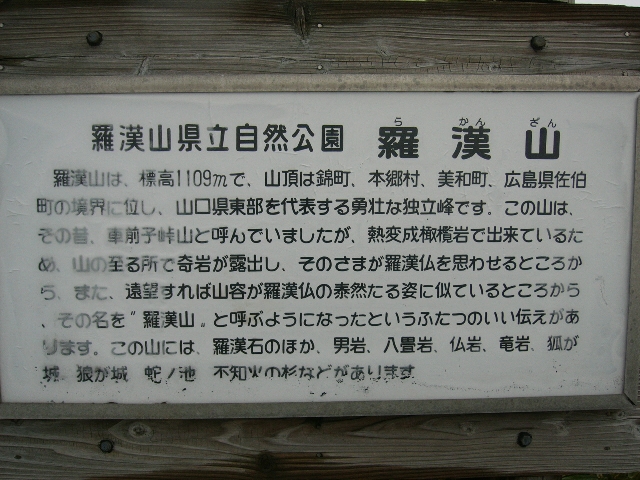 羅漢山県立自然公園 羅漢山
ら かん ざん
羅漢山は、標高1109mで、山頂は錦町、本郷村、美和町、広島県佐伯
町の境界に位し、山口県東部を代表する勇壮な独立峰です。この山は、
その昔、車前子峠山と呼んでいましたが、熱変成橄欖岩で出来ているた
め、山の至る所で奇岩が露出し、そのさまが羅漢仏を思わせるところか
ら、また、遠望すれば山容が羅漢仏の泰然たる姿に似ているところから
、その名を〝羅漢山〟と呼ぶようになったというふたつのいい伝えがあ
ります。この山には、羅漢石のほか、男岩、八畳岩、仏岩、竜岩、狐が
城、狼が城 蛇ノ池 不知火の杉などがあります